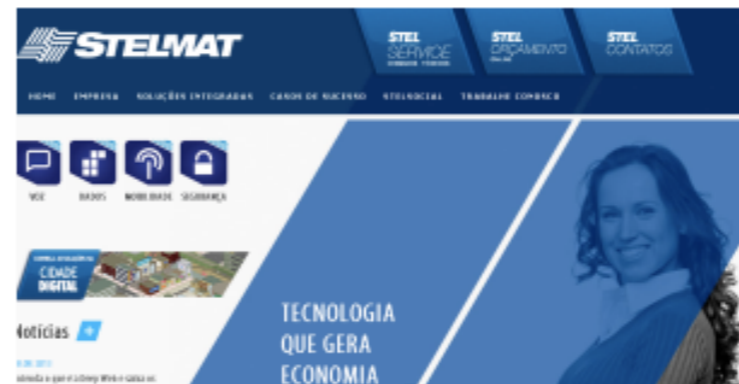 STELMAT
STEL
SERVICE
STEL
ORÇAMENTO
ONLINE
STEL
CONTATOS
HOME EMPRESA SOLUÇÕES INTEGRADAS CASOS DE SUCESSO STELSOCIAL TRABALHE CONOSCO
VOZ DADOS MOBILIDADE SEGURANÇA
CIDADE
DIGITAL
Notícias +
TECNOLOGIA
QUE GERA
ECONOMIA